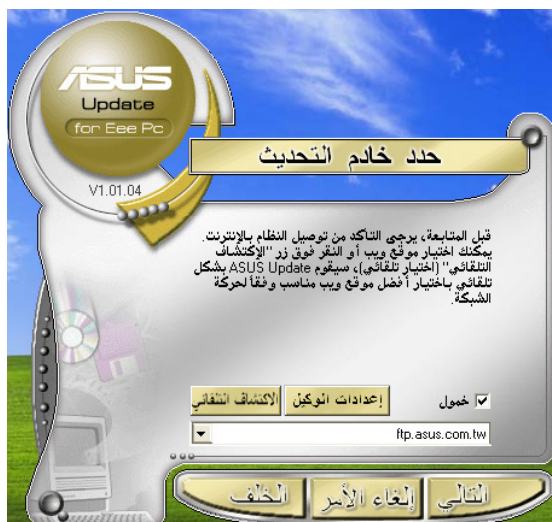 ASUS
Update
for Eee Pc
V1.01.04
حدد خادم التحديث
قبل المتابعة، يرجى التأكد من توصيل النظام بالإنترنت.
يمكنك اختيار موقع ويب أو النقر فوق زر "الإكتشاف
التلقائي" (اختيار تلقائي)، سيقوم ASUS Update بشكل
تلقائي باختيار أفضل موقع ويب مناسب وفقاً لحركة
الشبكة.
خمول
إعدادات الوكيل
الاكتشاف التلقائي
ftp.asus.com.tw
التالي
إلغاء الأمر
الخلف